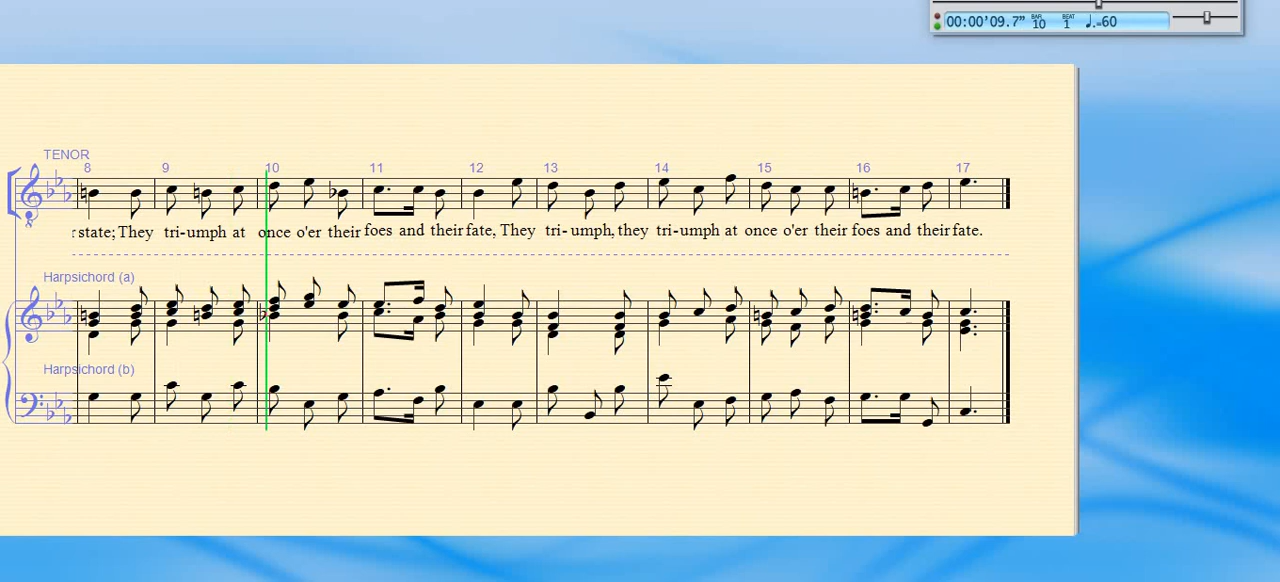 00:00'09.7" BAR 10 BEAT 1 ♩.=60
TENOR
8 9 10 11 12 13 14 15 16 17
state; They tri-umph at once o'er their foes and their fate, They tri-umph, they tri-umph at once o'er their foes and their fate.
Harpsichord (a)
Harpsichord (b)